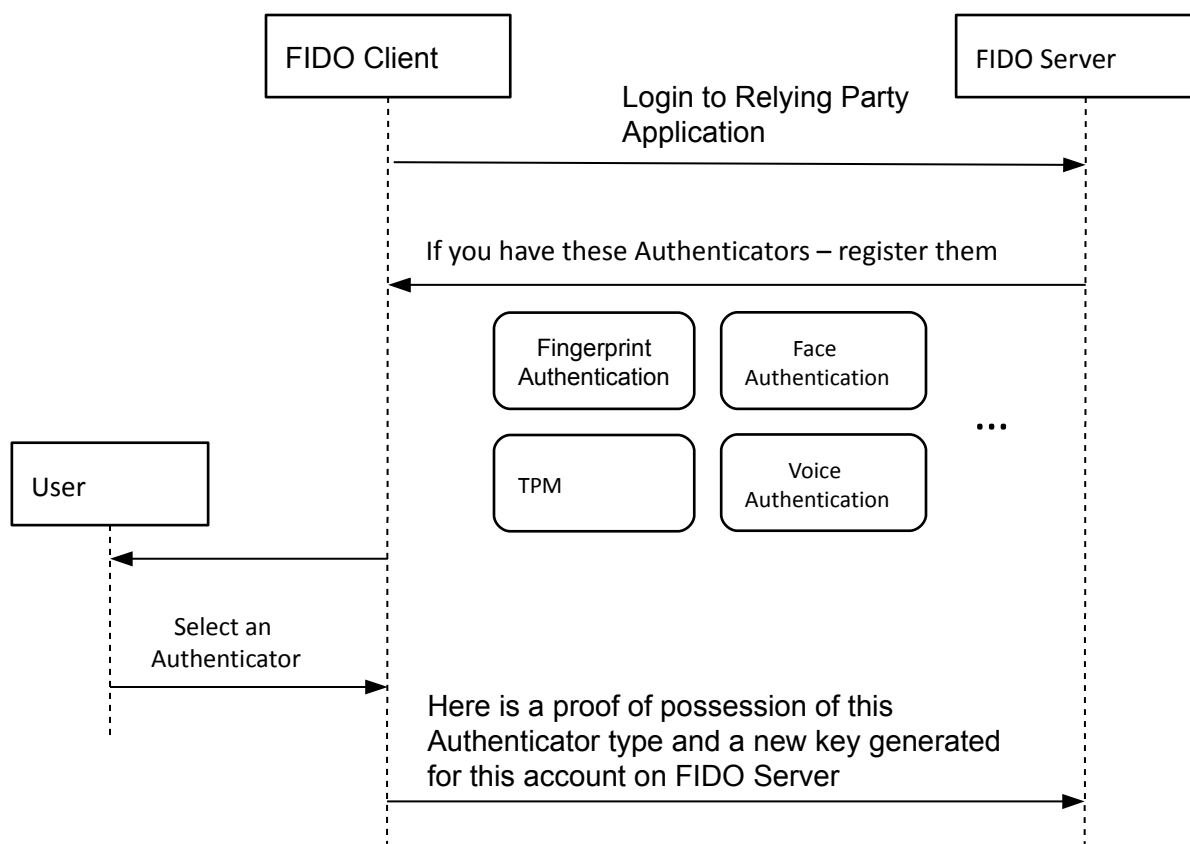 FIDO Client
FIDO Server
Login to Relying Party
Application
If you have these Authenticators – register them
Fingerprint
Authentication
Face
Authentication
...
User
TPM
Voice
Authentication
Select an
Authenticator
Here is a proof of possession of this
Authenticator type and a new key generated
for this account on FIDO Server